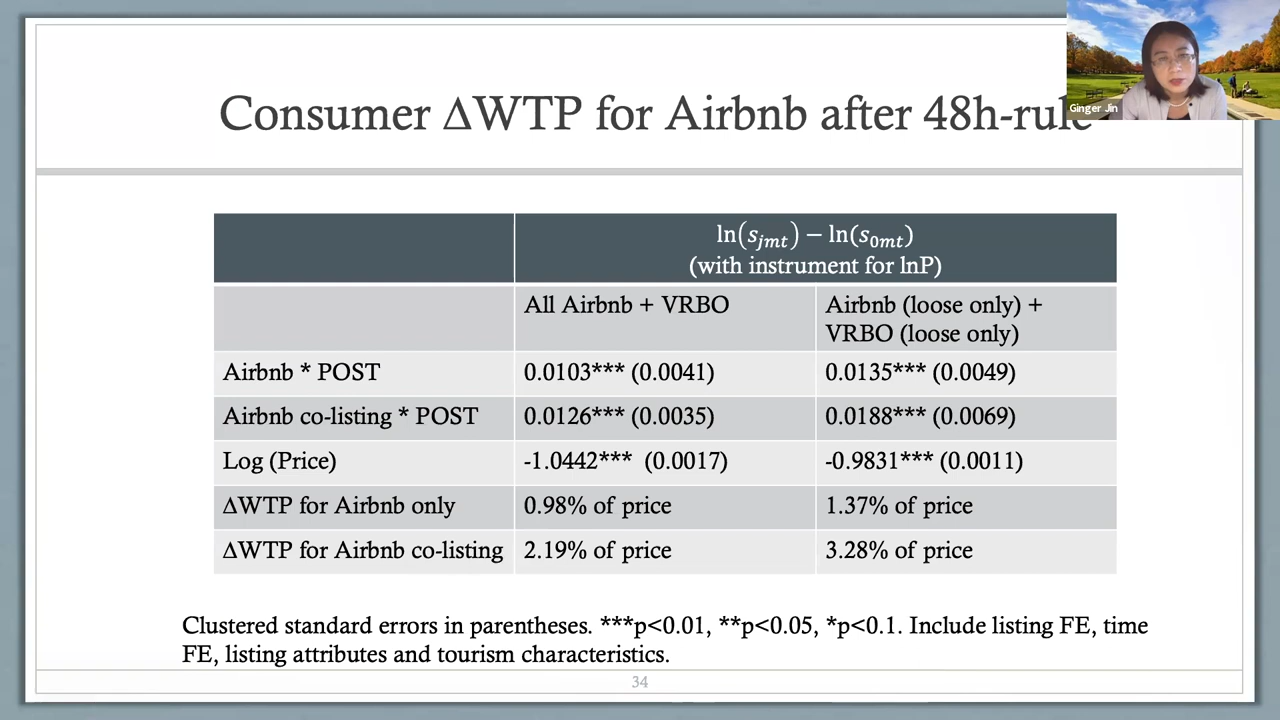 Ginger Jin
Consumer ΔWTP for Airbnb after 48h-rule
ln(s_jmt) − ln(s_0mt)
(with instrument for lnP)
All Airbnb + VRBO
Airbnb (loose only) +
VRBO (loose only)
Airbnb * POST 0.0103*** (0.0041) 0.0135*** (0.0049)
Airbnb co-listing * POST 0.0126*** (0.0035) 0.0188*** (0.0069)
Log (Price) -1.0442*** (0.0017) -0.9831*** (0.0011)
ΔWTP for Airbnb only 0.98% of price 1.37% of price
ΔWTP for Airbnb co-listing 2.19% of price 3.28% of price
Clustered standard errors in parentheses. ***p<0.01, **p<0.05, *p<0.1. Include listing FE, time
FE, listing attributes and tourism characteristics.
34